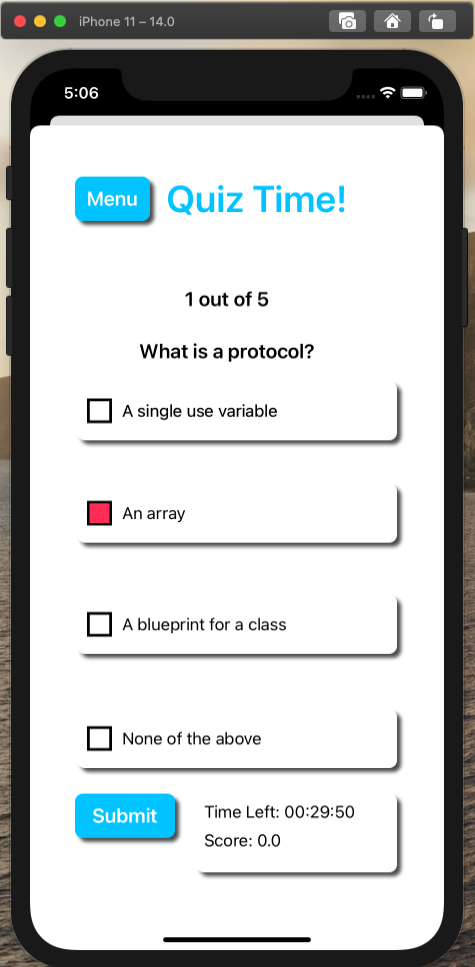 iPhone 11 – 14.0
5:06
Menu
Quiz Time!
1 out of 5
What is a protocol?
A single use variable
An array
A blueprint for a class
None of the above
Submit
Time Left: 00:29:50
Score: 0.0